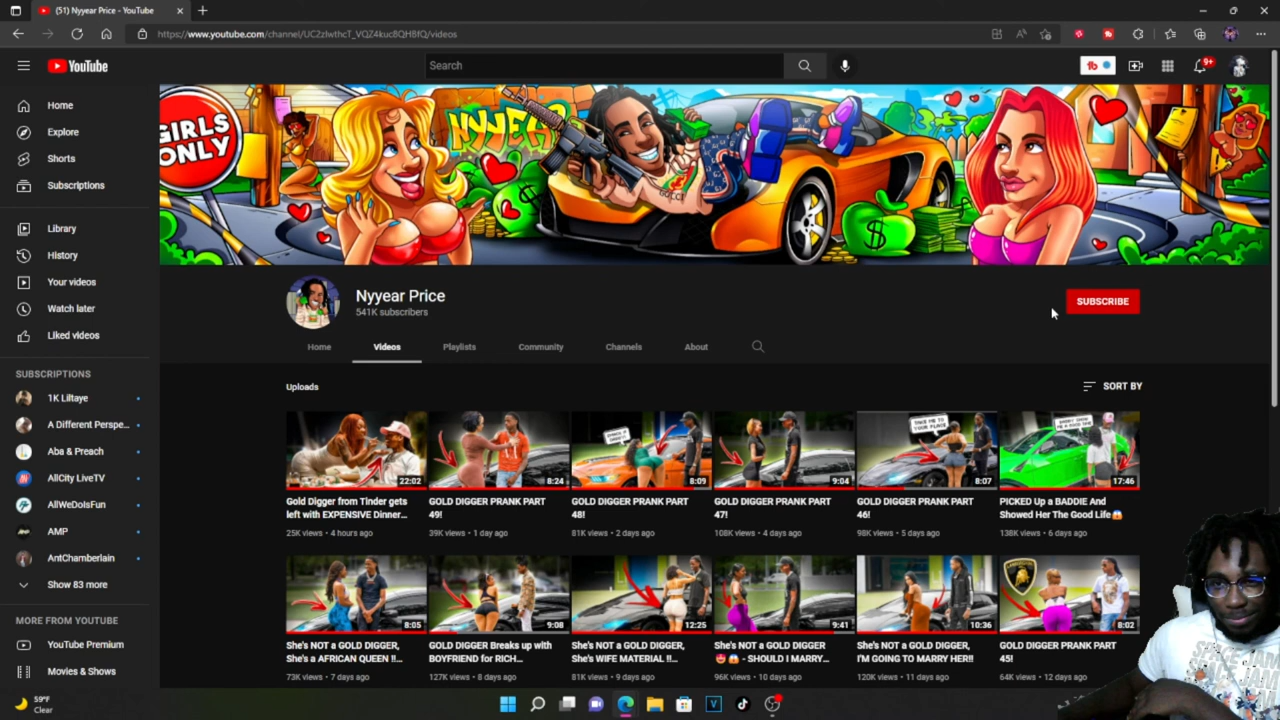 (51) Nyyear Price - YouTube
https://www.youtube.com/channel/UC2zIwthcT_VQZ4kuc8QHBfQ/videos
YouTube
Search
9+
Home
Explore
Shorts
Subscriptions
Library
History
Your videos
Watch later
Liked videos
SUBSCRIPTIONS
1K Liltaye
A Different Perspe...
Aba & Preach
AllCity LiveTV
AllWeDoIsFun
AMP
AntChamberlain
Show 83 more
MORE FROM YOUTUBE
YouTube Premium
Movies & Shows
GIRLS
ONLY
NYYEAR
GUCCI
Nyyear Price
541K subscribers
SUBSCRIBE
Home Videos Playlists Community Channels About
Uploads
SORT BY
22:02
Gold Digger from Tinder gets
left with EXPENSIVE Dinner...
25K views • 4 hours ago
8:24
GOLD DIGGER PRANK PART
49!
39K views • 1 day ago
8:09
GOLD DIGGER PRANK PART
48!
81K views • 2 days ago
9:04
GOLD DIGGER PRANK PART
47!
108K views • 4 days ago
TAKE ME TO
YOUR PLACE
8:07
GOLD DIGGER PRANK PART
46!
98K views • 5 days ago
17:46
PICKED Up a BADDIE And
Showed Her The Good Life😱
138K views • 6 days ago
8:05
She's NOT a GOLD DIGGER,
She's a AFRICAN QUEEN !!...
73K views • 7 days ago
9:08
GOLD DIGGER Breaks up with
BOYFRIEND for RICH...
127K views • 8 days ago
12:25
She's NOT a GOLD DIGGER,
She's WIFE MATERIAL !!...
81K views • 9 days ago
9:41
She's NOT a GOLD DIGGER
😍😱 - SHOULD I MARRY...
96K views • 10 days ago
10:36
She's NOT a GOLD DIGGER,
I'M GOING TO MARRY HER!!
120K views • 11 days ago
8:02
GOLD DIGGER PRANK PART
45!
64K views • 12 days ago
59°F
Clear
SPACE JAM
SPACE JAM